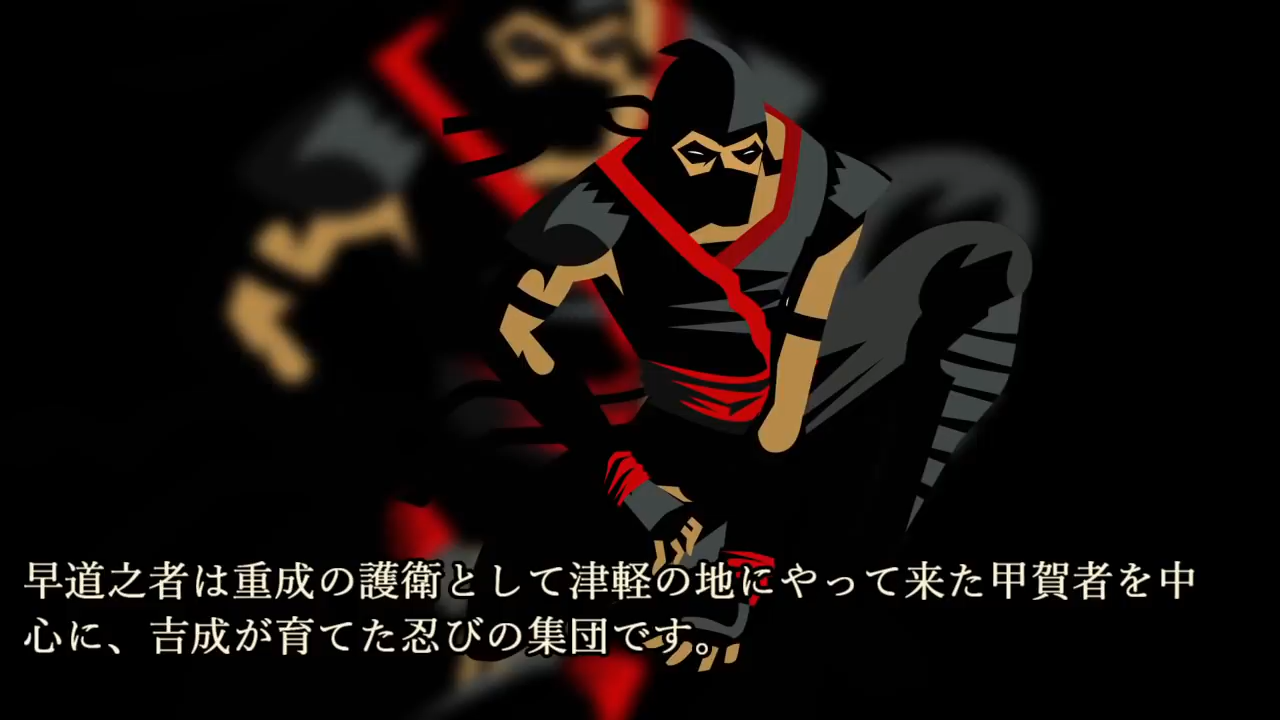 早道之者は重成の護衛として津軽の地にやって来た甲賀者を中
心に、吉成が育てた忍びの集団です。